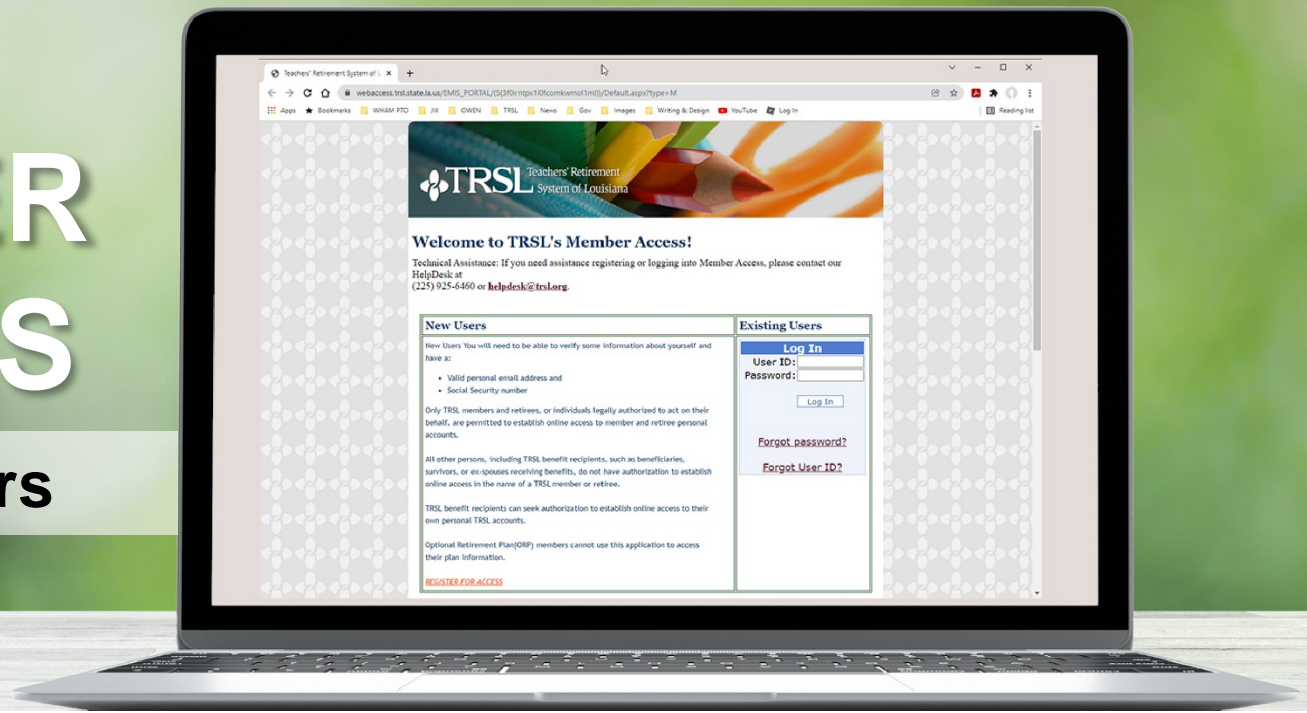 ER
S
rs
Teachers' Retirement System of L
webaccess.trsl.state.la.us/EMIS_PORTAL/(S(3f0irntpx1l0fcomkwmol1ml))/Default.aspx?type=M
Apps Bookmarks WHAM PTO Jill OWEN TRSL News Gov Images Writing & Design YouTube Log In Reading list
TRSL Teachers' Retirement
System of Louisiana
Welcome to TRSL's Member Access!
Technical Assistance: If you need assistance registering or logging into Member Access, please contact our
HelpDesk at
(225) 925-6460 or helpdesk@trsl.org.
New Users
New Users You will need to be able to verify some information about yourself and
have a:
• Valid personal email address and
• Social Security number
Only TRSL members and retirees, or individuals legally authorized to act on their
behalf, are permitted to establish online access to member and retiree personal
accounts.
All other persons, including TRSL benefit recipients, such as beneficiaries,
survivors, or ex-spouses receiving benefits, do not have authorization to establish
online access in the name of a TRSL member or retiree.
TRSL benefit recipients can seek authorization to establish online access to their
own personal TRSL accounts.
Optional Retirement Plan(ORP) members cannot use this application to access
their plan information.
REGISTER FOR ACCESS
Existing Users
Log In
User ID:
Password:
Log In
Forgot password?
Forgot User ID?